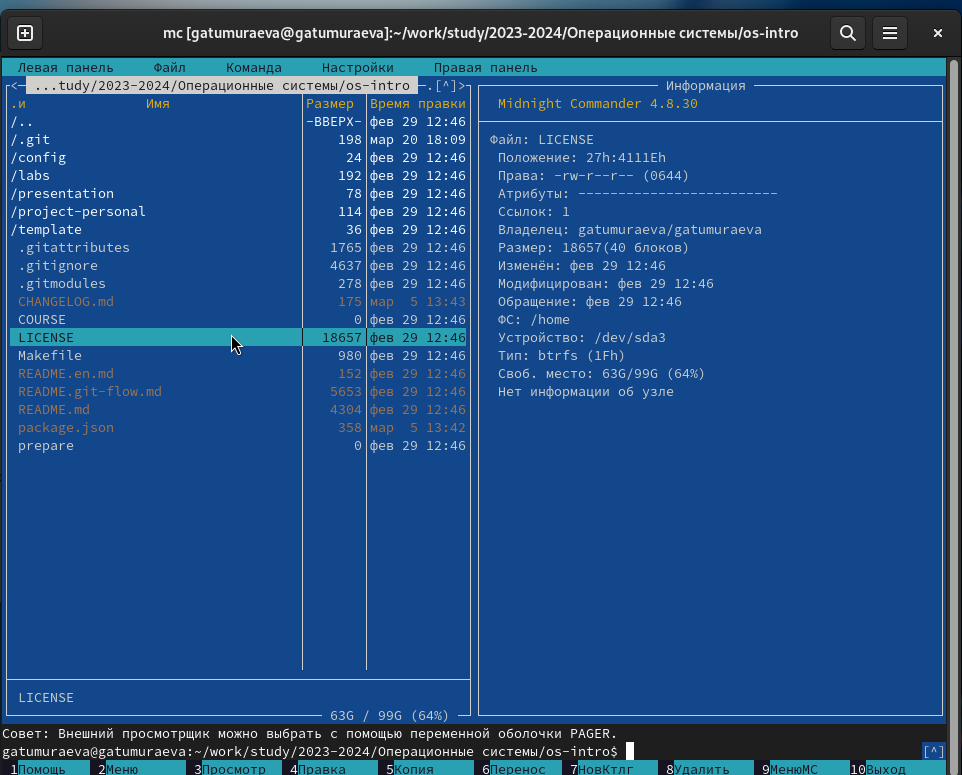 mc [gatumuraeva@gatumuraeva]:~/work/study/2023-2024/Операционные системы/os-intro
Левая панель Файл Команда Настройки Правая панель
<─ ...tudy/2023-2024/Операционные системы/os-intro ─.[^]>
.и Имя Размер Время правки
/.. -ВВЕРХ- фев 29 12:46
/.git 198 мар 20 18:09
/config 24 фев 29 12:46
/labs 192 фев 29 12:46
/presentation 78 фев 29 12:46
/project-personal 114 фев 29 12:46
/template 36 фев 29 12:46
.gitattributes 1765 фев 29 12:46
.gitignore 4637 фев 29 12:46
.gitmodules 278 фев 29 12:46
CHANGELOG.md 175 мар 5 13:43
COURSE 0 фев 29 12:46
LICENSE 18657 фев 29 12:46
Makefile 980 фев 29 12:46
README.en.md 152 фев 29 12:46
README.git-flow.md 5653 фев 29 12:46
README.md 4304 фев 29 12:46
package.json 358 мар 5 13:42
prepare 0 фев 29 12:46
LICENSE
63G / 99G (64%)
Информация
Midnight Commander 4.8.30
Файл: LICENSE
Положение: 27h:4111Eh
Права: -rw-r--r-- (0644)
Атрибуты: -------------------------
Ссылок: 1
Владелец: gatumuraeva/gatumuraeva
Размер: 18657(40 блоков)
Изменён: фев 29 12:46
Модифицирован: фев 29 12:46
Обращение: фев 29 12:46
ФС: /home
Устройство: /dev/sda3
Тип: btrfs (1Fh)
Своб. место: 63G/99G (64%)
Нет информации об узле
Совет: Внешний просмотрщик можно выбрать с помощью переменной оболочки PAGER.
gatumuraeva@gatumuraeva:~/work/study/2023-2024/Операционные системы/os-intro$ [^]
1Помощь 2Меню 3Просмотр 4Правка 5Копия 6Перенос 7НовКтлг 8Удалить 9МенюMC 10Выход